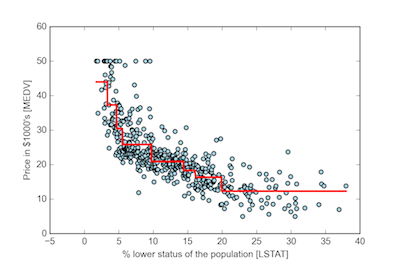 60
50
40
30
20
10
0
−5 0 5 10 15 20 25 30 35 40
Price in $1000's [MEDV]
% lower status of the population [LSTAT]